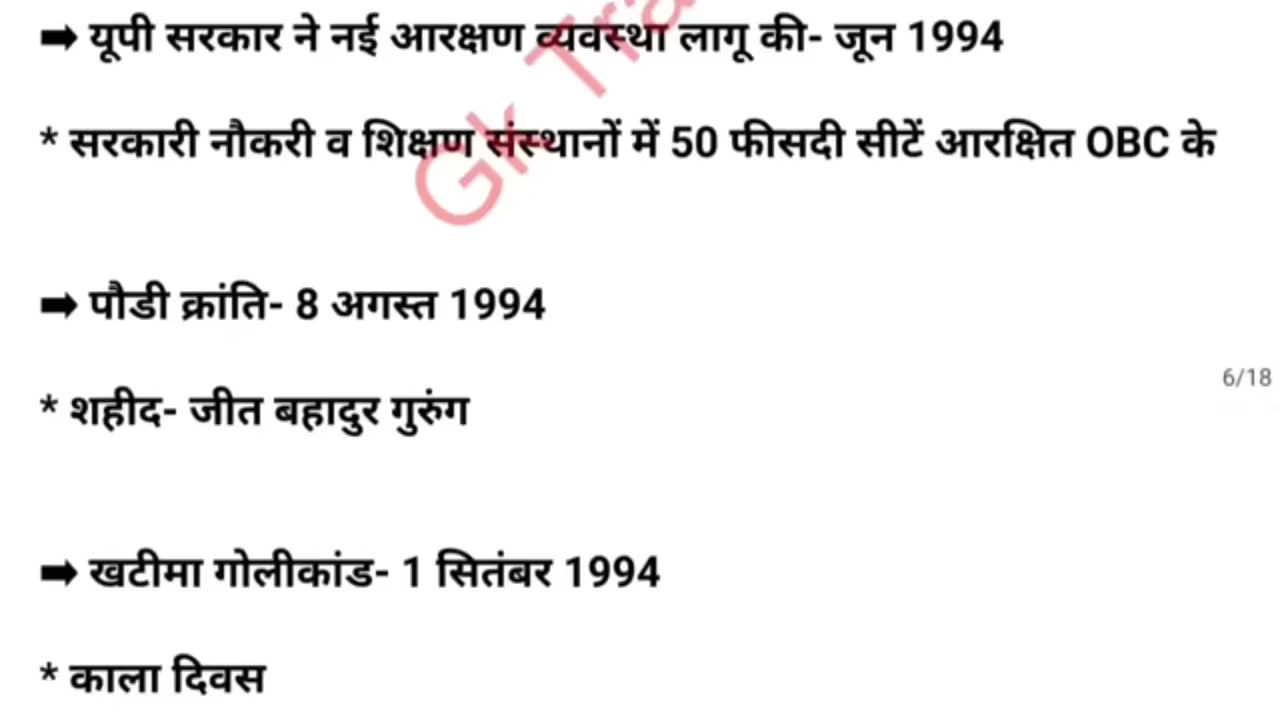 ➡ यूपी सरकार ने नई आरक्षण व्यवस्था लागू की- जून 1994
* सरकारी नौकरी व शिक्षण संस्थानों में 50 फीसदी सीटें आरक्षित OBC के
➡ पौडी क्रांति- 8 अगस्त 1994
6/18
* शहीद- जीत बहादुर गुरुंग
➡ खटीमा गोलीकांड- 1 सितंबर 1994
* काला दिवस
Gk